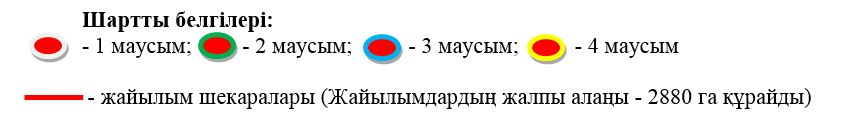 Шартты белгілері:
- 1 маусым; - 2 маусым; - 3 маусым; - 4 маусым
- жайылым шекаралары (Жайылымдардың жалпы алаңы - 2880 га құрайды)